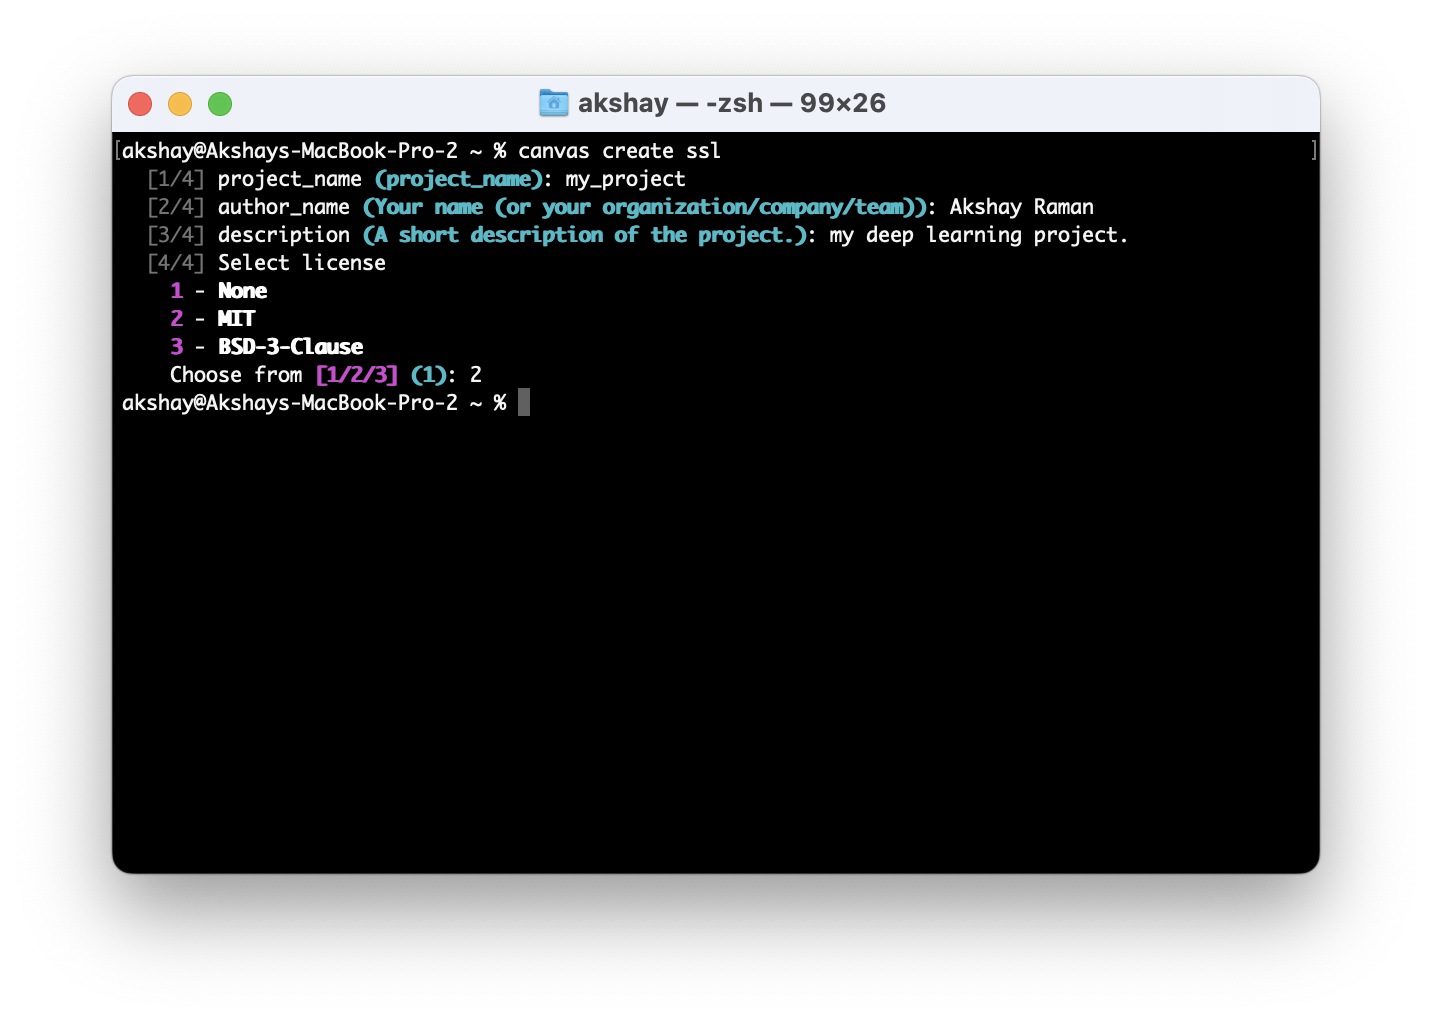 akshay — -zsh — 99×26
[akshay@Akshays-MacBook-Pro-2 ~ % canvas create ssl ]
[1/4] project_name (project_name): my_project
[2/4] author_name (Your name (or your organization/company/team)): Akshay Raman
[3/4] description (A short description of the project.): my deep learning project.
[4/4] Select license
1 - None
2 - MIT
3 - BSD-3-Clause
Choose from [1/2/3] (1): 2
akshay@Akshays-MacBook-Pro-2 ~ %